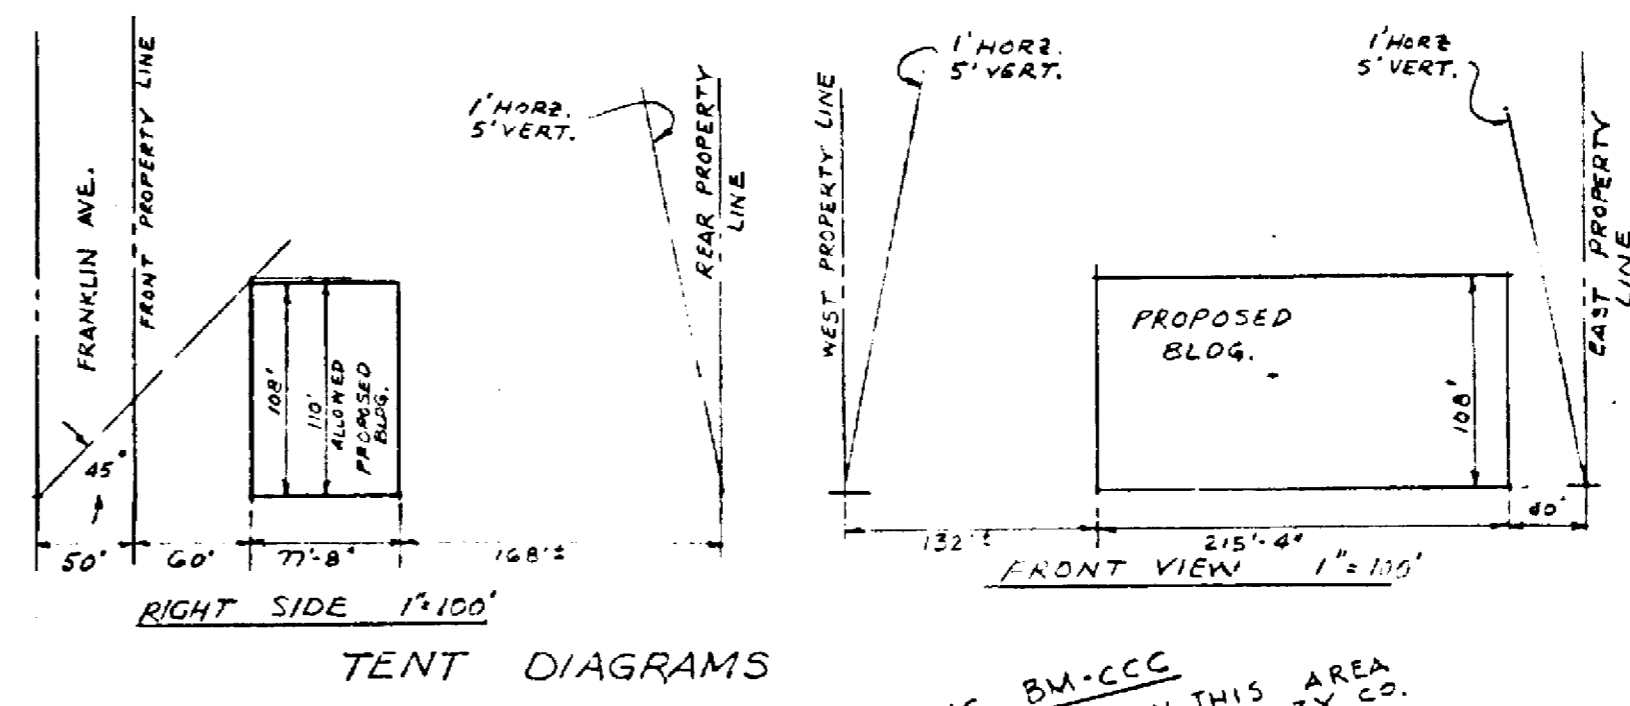 FRANKLIN AVE.
FRONT PROPERTY LINE
1' HORZ.
5' VERT.
REAR PROPERTY
LINE
45°
108'
110'
ALLOWED
PROPOSED
BLDG.
50'
60'
77'-8"
168'±
RIGHT SIDE 1"=100'
WEST PROPERTY LINE
1' HORZ.
5' VERT.
1' HORZ
5' VERT.
EAST PROPERTY
LINE
PROPOSED
BLDG.
108'
132'±
215'-4"
40'
FRONT VIEW 1"=100'
TENT DIAGRAMS
BM-CCC
THIS AREA
CO.